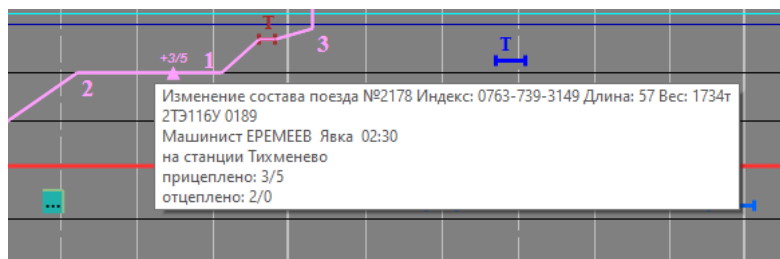 Т
3
Т
+3/5
1
2
Изменение состава поезда №2178 Индекс: 0763-739-3149 Длина: 57 Вес: 1734т
2ТЭ116У 0189
Машинист ЕРЕМЕЕВ Явка 02:30
на станции Тихменево
прицеплено: 3/5
отцеплено: 2/0
...